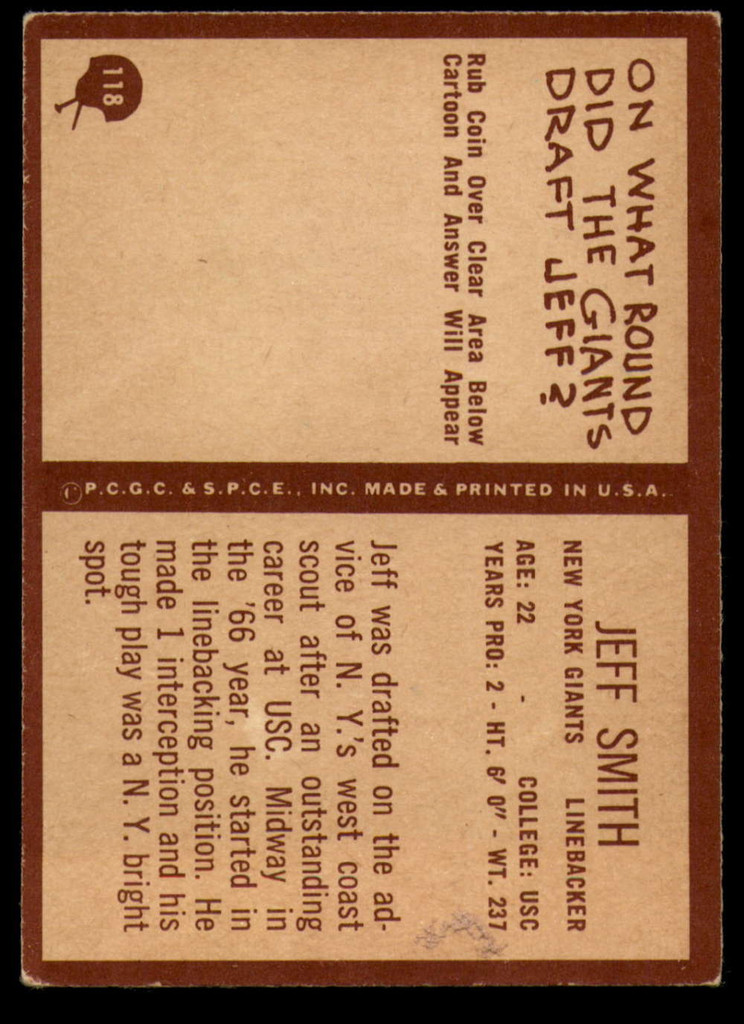 ON WHAT ROUND
DID THE GIANTS
DRAFT JEFF?
Rub Coin Over Clear Area Below
Cartoon And Answer Will Appear
118
©P.C.G.C. & S.P.C.E., INC. MADE & PRINTED IN U.S.A.
JEFF SMITH
NEW YORK GIANTS LINEBACKER
AGE: 22 - COLLEGE: USC
YEARS PRO: 2 - HT. 6' 0" - WT. 237
Jeff was drafted on the ad-
vice of N. Y.'s west coast
scout after an outstanding
career at USC. Midway in
the '66 year, he started in
the linebacking position. He
made 1 interception and his
tough play was a N. Y. bright
spot.